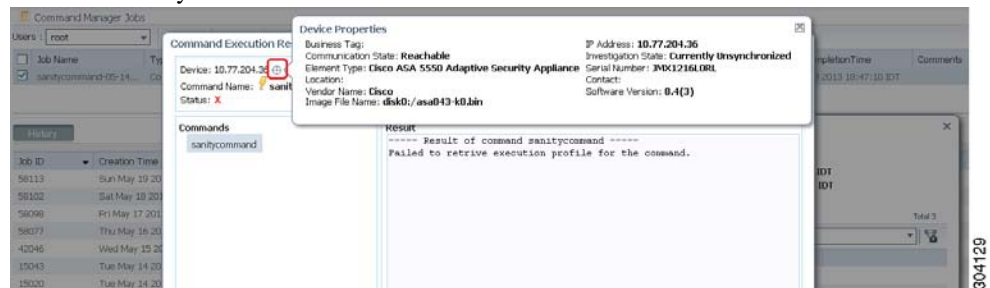 Command Manager Jobs
Users : root
Job Name
CompletionTime Comments
sanitycommand-05-14... 2013 18:47:10 IDT
Device Properties
Business Tag:
Communication State: Reachable
Element Type: Cisco ASA 5550 Adaptive Security Appliance
Location:
Vendor Name: Cisco
Image File Name: disk0:/asa843-k8.bin
IP Address: 10.77.204.36
Investigation State: Currently Unsynchronized
Serial Number: JMX1216L0RL
Contact:
Software Version: 8.4(3)
Command Execution Re
Device: 10.77.204.36
Command Name: sanit
Status: X
Commands
sanitycommand
Result
----- Result of command sanitycommand -----
Failed to retrive execution profile for the command.
History
Job ID Creation Time
58113 Sun May 19 20
58102 Sat May 18 201
58098 Fri May 17 201
58077 Thu May 16 20
42046 Wed May 15 20
15043 Tue May 14 20
15020 Tue May 14 20
IDT
IDT
Total 3
304129